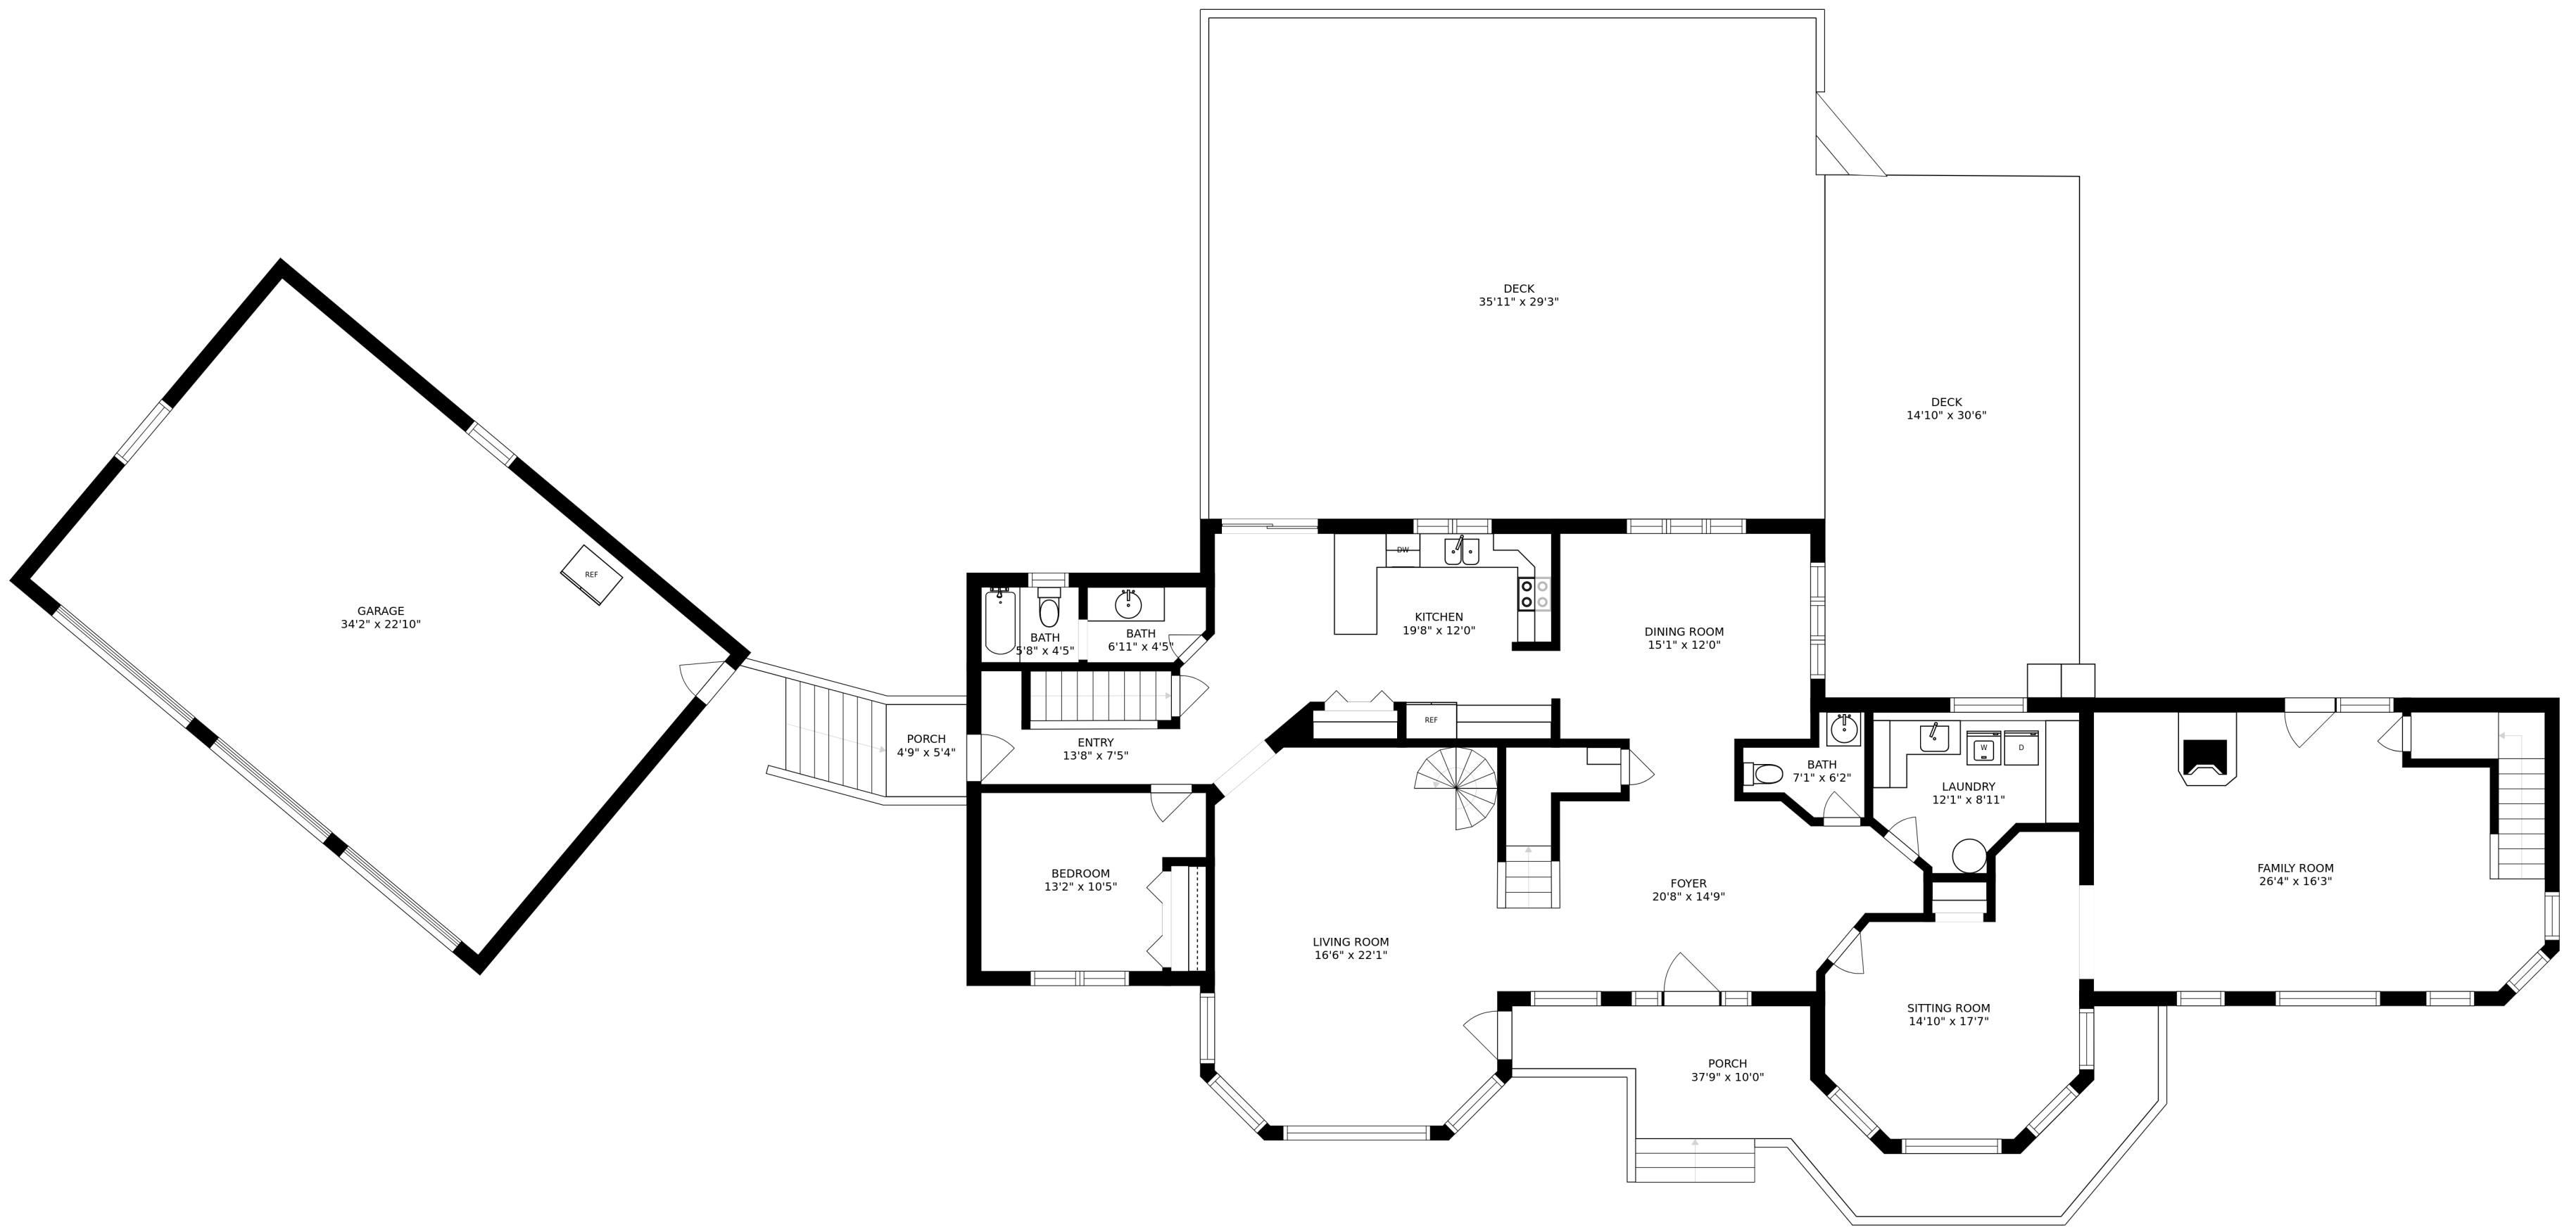 DECK
35'11" x 29'3"
DECK
14'10" x 30'6"
REF
GARAGE
34'2" x 22'10"
DW
KITCHEN
19'8" x 12'0"
DINING ROOM
15'1" x 12'0"
BATH
5'8" x 4'5"
BATH
6'11" x 4'5"
REF
PORCH
4'9" x 5'4"
ENTRY
13'8" x 7'5"
BATH
7'1" x 6'2"
W
D
LAUNDRY
12'1" x 8'11"
BEDROOM
13'2" x 10'5"
FOYER
20'8" x 14'9"
FAMILY ROOM
26'4" x 16'3"
LIVING ROOM
16'6" x 22'1"
SITTING ROOM
14'10" x 17'7"
PORCH
37'9" x 10'0"